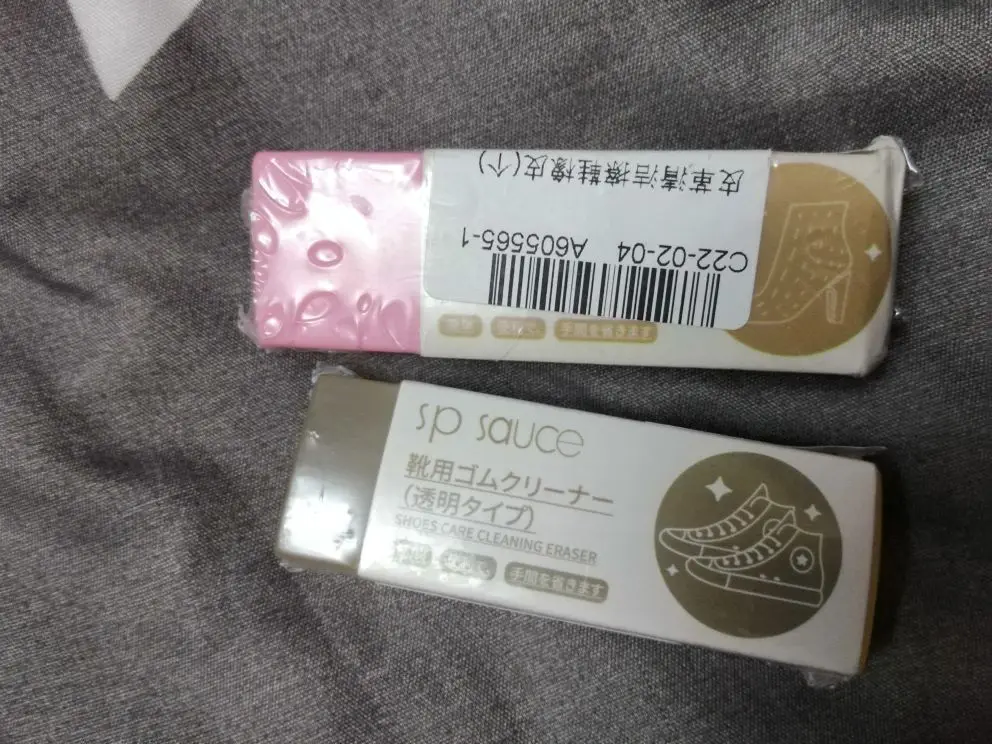 皮革清洁擦鞋橡皮(个)
C22-02-04 A605565-1
手間を省きます
sp sauce
靴用ゴムクリーナー
(透明タイプ)
SHOES CARE CLEANING ERASER
手間を省きます